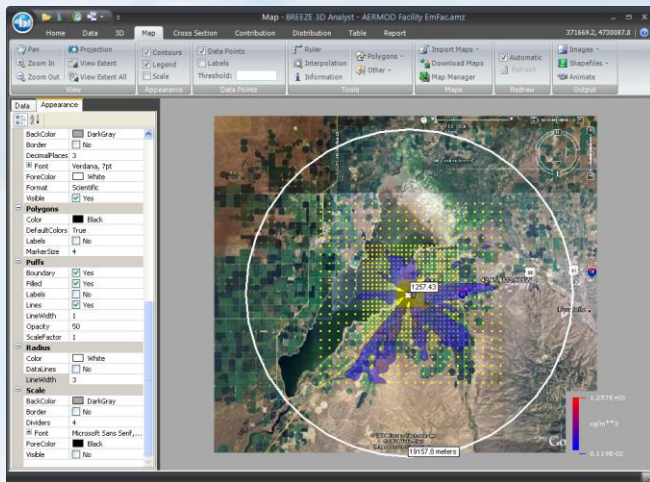 Map - BREEZE 3D Analyst - AERMOD Facility EmFac.amz
Home Data 3D Map Cross Section Contribution Distribution Table Report
371669.2, 4730087.8
Pan Projection
Zoom In View Extent
Zoom Out View Extent All
View
Contours
Legend
Scale
Appearance
Data Points
Labels
Threshold:
Data Points
Ruler
Interpolation
Information
Polygons
Other
Tools
Import Maps
Download Maps
Map Manager
Maps
Automatic
Refresh
Redraw
Images
Shapefiles
Animate
Output
Data Appearance
BackColor DarkGray
Border No
DecimalPlaces 3
Font Verdana, 7pt
ForeColor White
Format Scientific
Visible Yes
Polygons
Color Black
DefaultColors True
Labels No
MarkerSize 4
Puffs
Boundary Yes
Filled Yes
Labels No
Lines Yes
LineWidth 1
Opacity 50
ScaleFactor 1
Radius
Color White
DataLines No
LineWidth 3
Scale
BackColor DarkGray
Border No
Dividers 4
Font Microsoft Sans Serif,...
ForeColor Black
Visible No
1257.43
19157.8 meters
1.257E+03
ug/m**3
9.119E-02